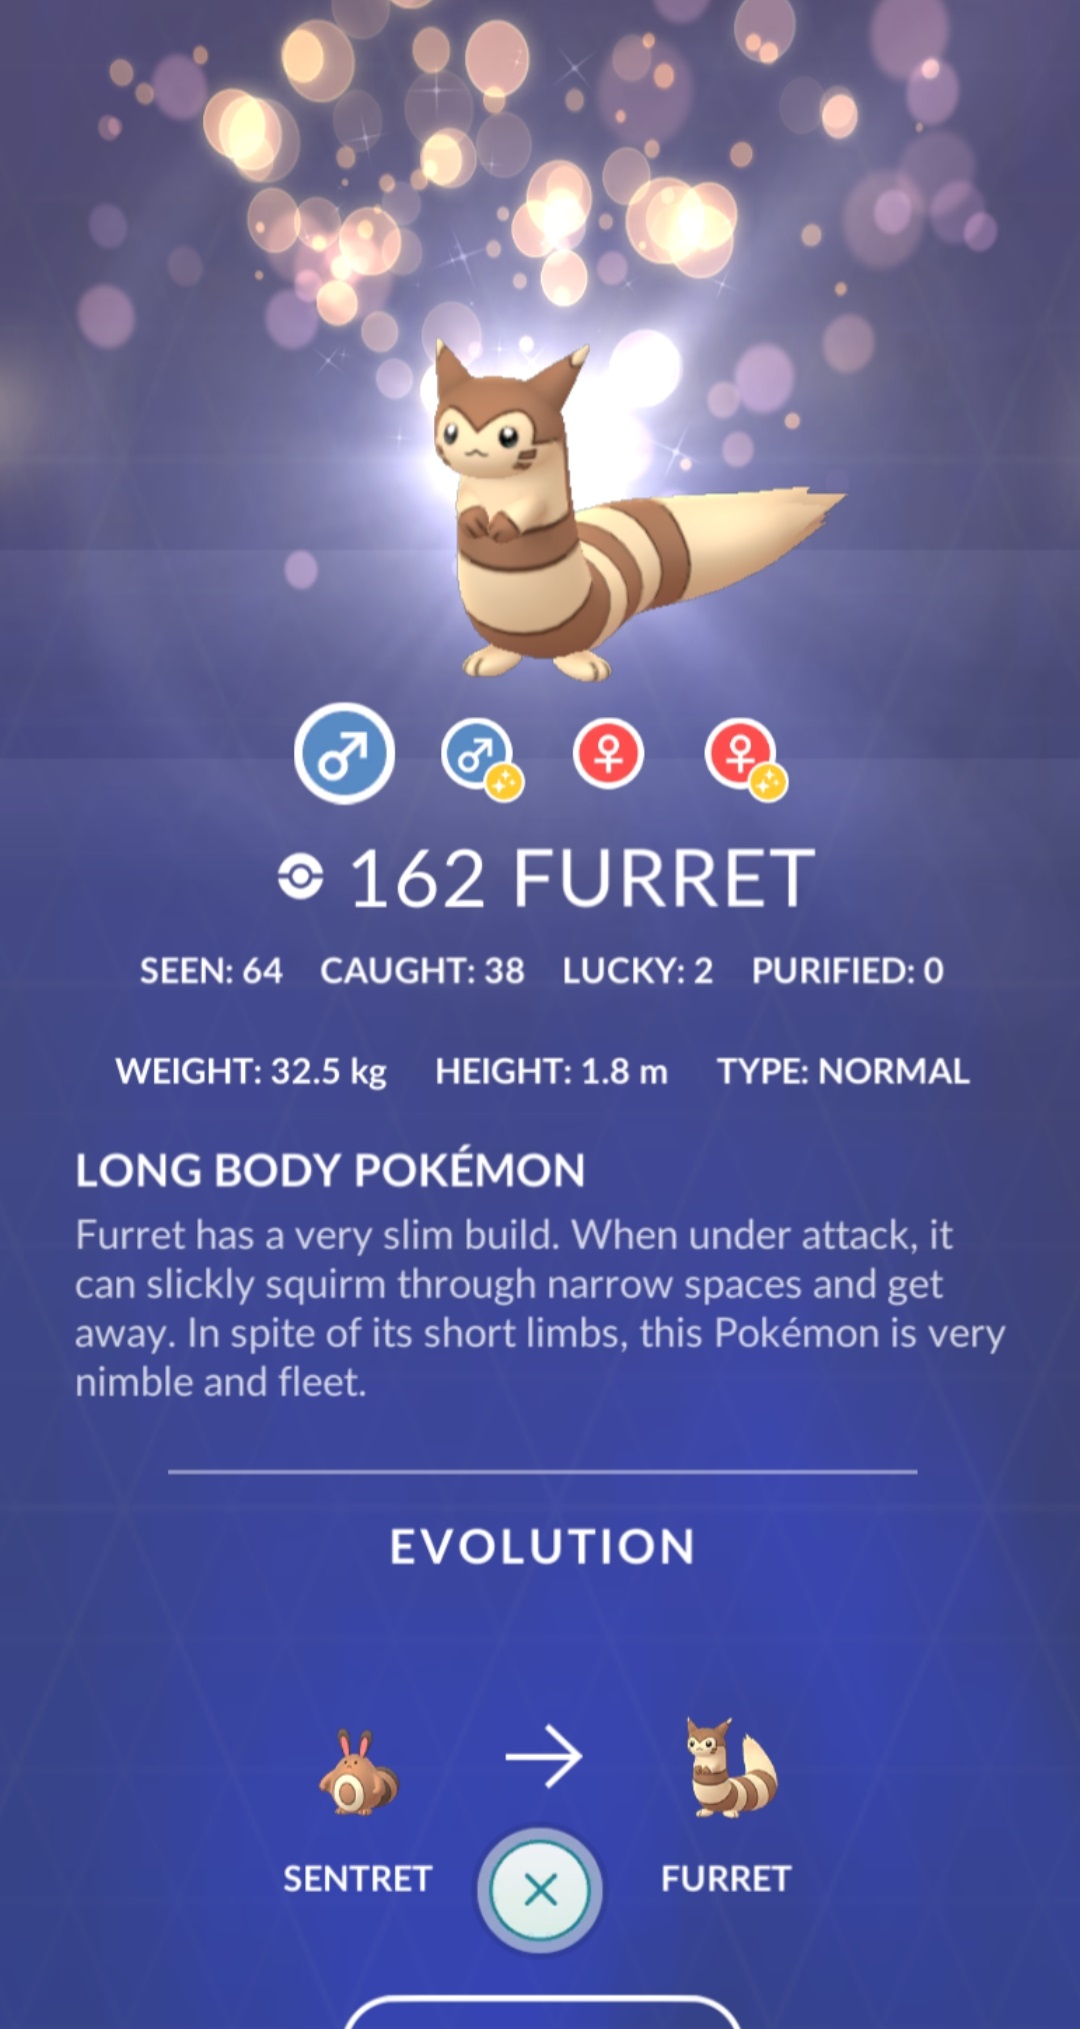 162 FURRET
SEEN: 64 CAUGHT: 38 LUCKY: 2 PURIFIED: 0
WEIGHT: 32.5 kg HEIGHT: 1.8 m TYPE: NORMAL
LONG BODY POKÉMON
Furret has a very slim build. When under attack, it
can slickly squirm through narrow spaces and get
away. In spite of its short limbs, this Pokémon is very
nimble and fleet.
EVOLUTION
SENTRET FURRET